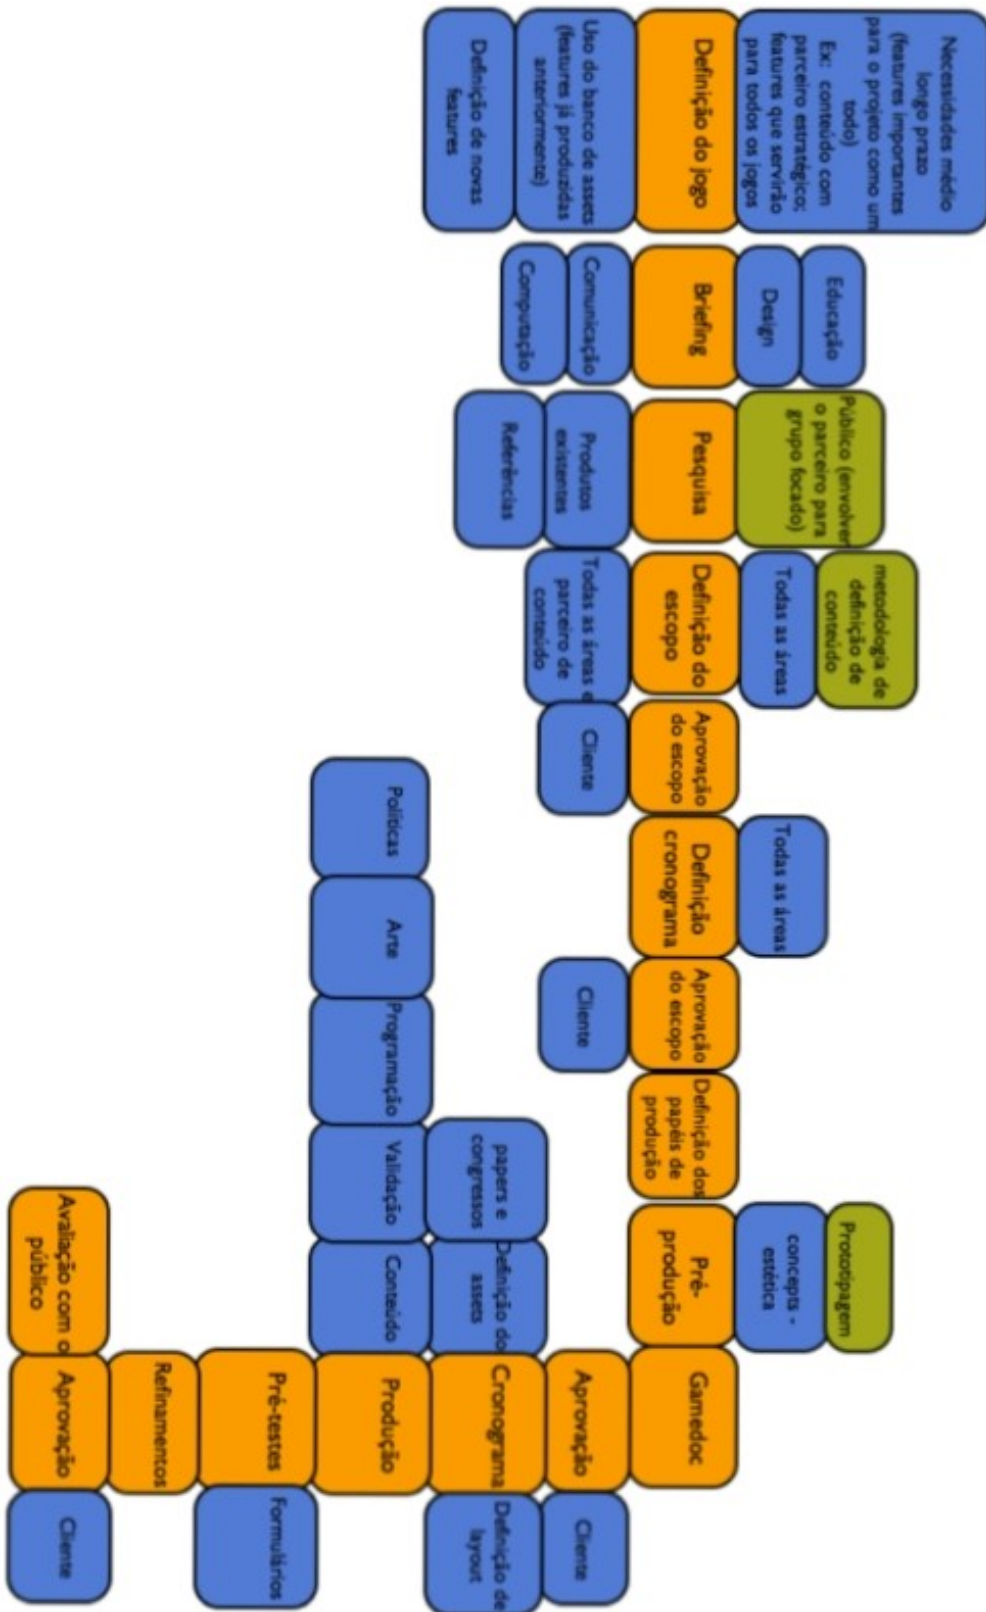 Necessidades médio
longo prazo
(features importantes
para o projeto como um
todo)
Ex: conteúdo com
parceiro estratégico;
features que servirão
para todos os jogos
Definição do jogo
Uso do banco de assets
(features já produzidas
anteriormente)
Definição de novas
features
Educação
Design
Briefing
Comunicação
Computação
Público (envolver
o parceiro para
grupo focado)
Pesquisa
Produtos
existentes
Referências
metodologia de
definição de
conteúdo
Todas as áreas
Definição do
escopo
Todas as áreas e
parceiro de
conteúdo
Aprovação
do escopo
Cliente
Todas as áreas
Definição
cronograma
Aprovação
do escopo
Cliente
Definição dos
papéis de
produção
Prototipagem
concepts -
estética
Pré-
produção
Gamedoc
Aprovação
Cliente
papers e
congressos
Definição do
assets
Cronograma
Definição de
layout
Políticas
Arte
Programação
Validação
Conteúdo
Produção
Pré-testes
Formulários
Refinamentos
Avaliação com o
público
Aprovação
Cliente